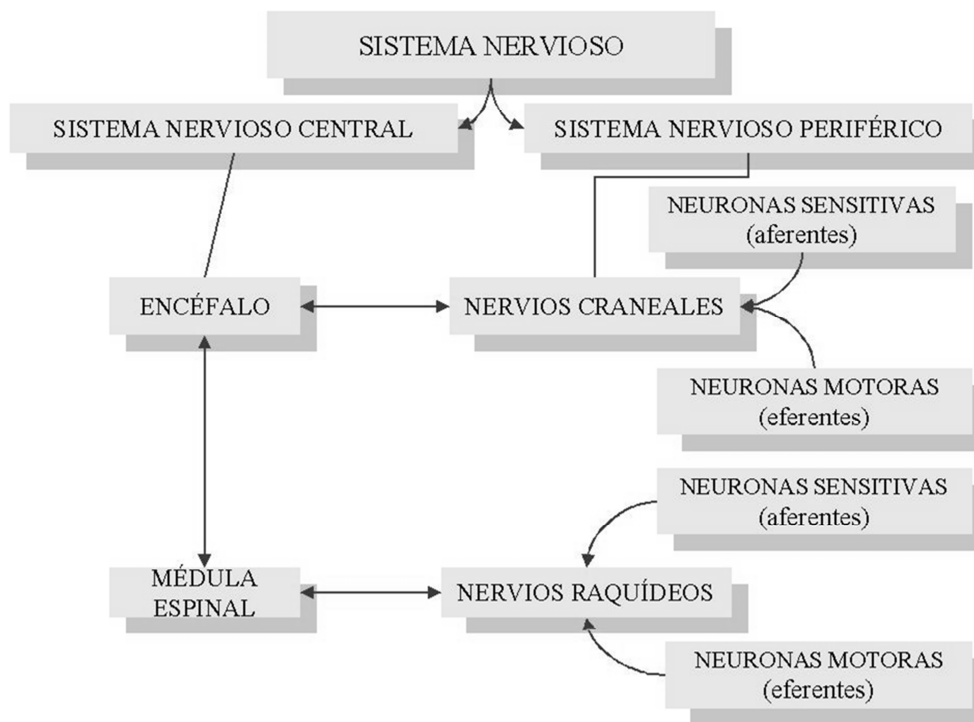 SISTEMA NERVIOSO
SISTEMA NERVIOSO CENTRAL
SISTEMA NERVIOSO PERIFÉRICO
NEURONAS SENSITIVAS
(aferentes)
ENCÉFALO
NERVIOS CRANEALES
NEURONAS MOTORAS
(eferentes)
NEURONAS SENSITIVAS
(aferentes)
MÉDULA
ESPINAL
NERVIOS RAQUÍDEOS
NEURONAS MOTORAS
(eferentes)